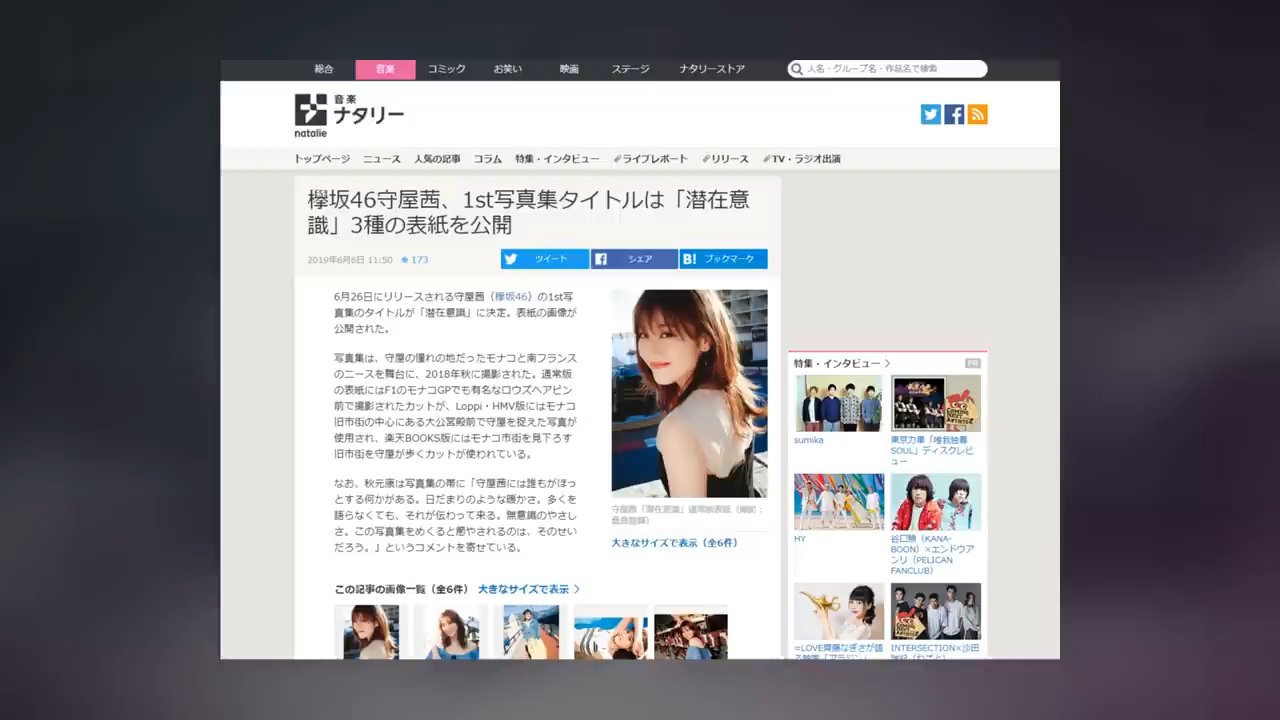 総合 音楽 コミック お笑い 映画 ステージ ナタリーストア
人名・グループ名・作品名で検索
音楽
ナタリー
natalie
トップページ ニュース 人気の記事 コラム 特集・インタビュー ライブレポート リリース TV・ラジオ出演
欅坂46守屋茜、1st写真集タイトルは「潜在意
識」3種の表紙を公開
2019年6月6日 11:50 173
ツイート シェア B! ブックマーク
6月26日にリリースされる守屋茜（欅坂46）の1st写
真集のタイトルが「潜在意識」に決定。表紙の画像が
公開された。
写真集は、守屋の憧れの地だったモナコと南フランス
のニースを舞台に、2018年秋に撮影された。通常版
の表紙にはF1のモナコGPでも有名なロウズヘアピン
前で撮影されたカットが、Loppi・HMV版にはモナコ
旧市街の中心にある大公宮殿前で守屋を捉えた写真が
使用され、楽天BOOKS版にはモナコ市街を見下ろす
旧市街を守屋が歩くカットが使われている。
なお、秋元康は写真集の帯に「守屋茜には誰もがほっ
とする何かがある。日だまりのような暖かさ。多くを
語らなくても、それが伝わって来る。無意識のやさし
さ。この写真集をめくると癒やされるのは、そのせい
だろう。」というコメントを寄せている。
守屋茜「潜在意識」通常版表紙
大きなサイズで表示（全6件）
この記事の画像一覧（全6件） 大きなサイズで表示
特集・インタビュー PR
sumika
東京力車「唯我独尊
SOUL」ディスクレビ
ュー
HY
谷口鮪（KANA-
BOON）×エンドウア
ンリ（PELICAN
FANCLUB）
=LOVE齊藤なぎさが語
INTERSECTION×沙田